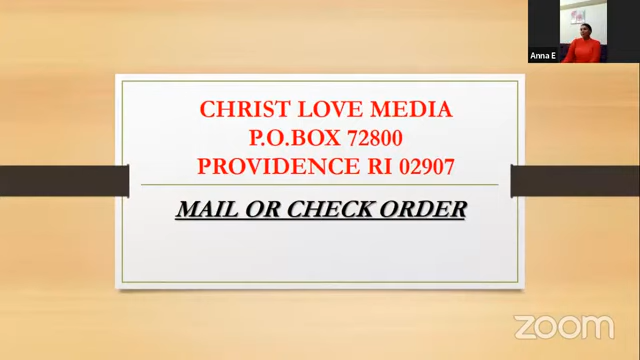 Anna E
CHRIST LOVE MEDIA
P.O.BOX 72800
PROVIDENCE RI 02907
MAIL OR CHECK ORDER
zoom